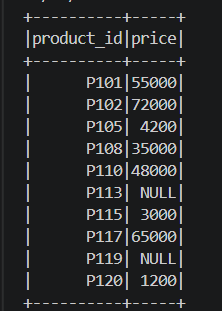 +----------+-----+
|product_id|price|
+----------+-----+
|      P101|55000|
|      P102|72000|
|      P105| 4200|
|      P108|35000|
|      P110|48000|
|      P113| NULL|
|      P115| 3000|
|      P117|65000|
|      P119| NULL|
|      P120| 1200|
+----------+-----+